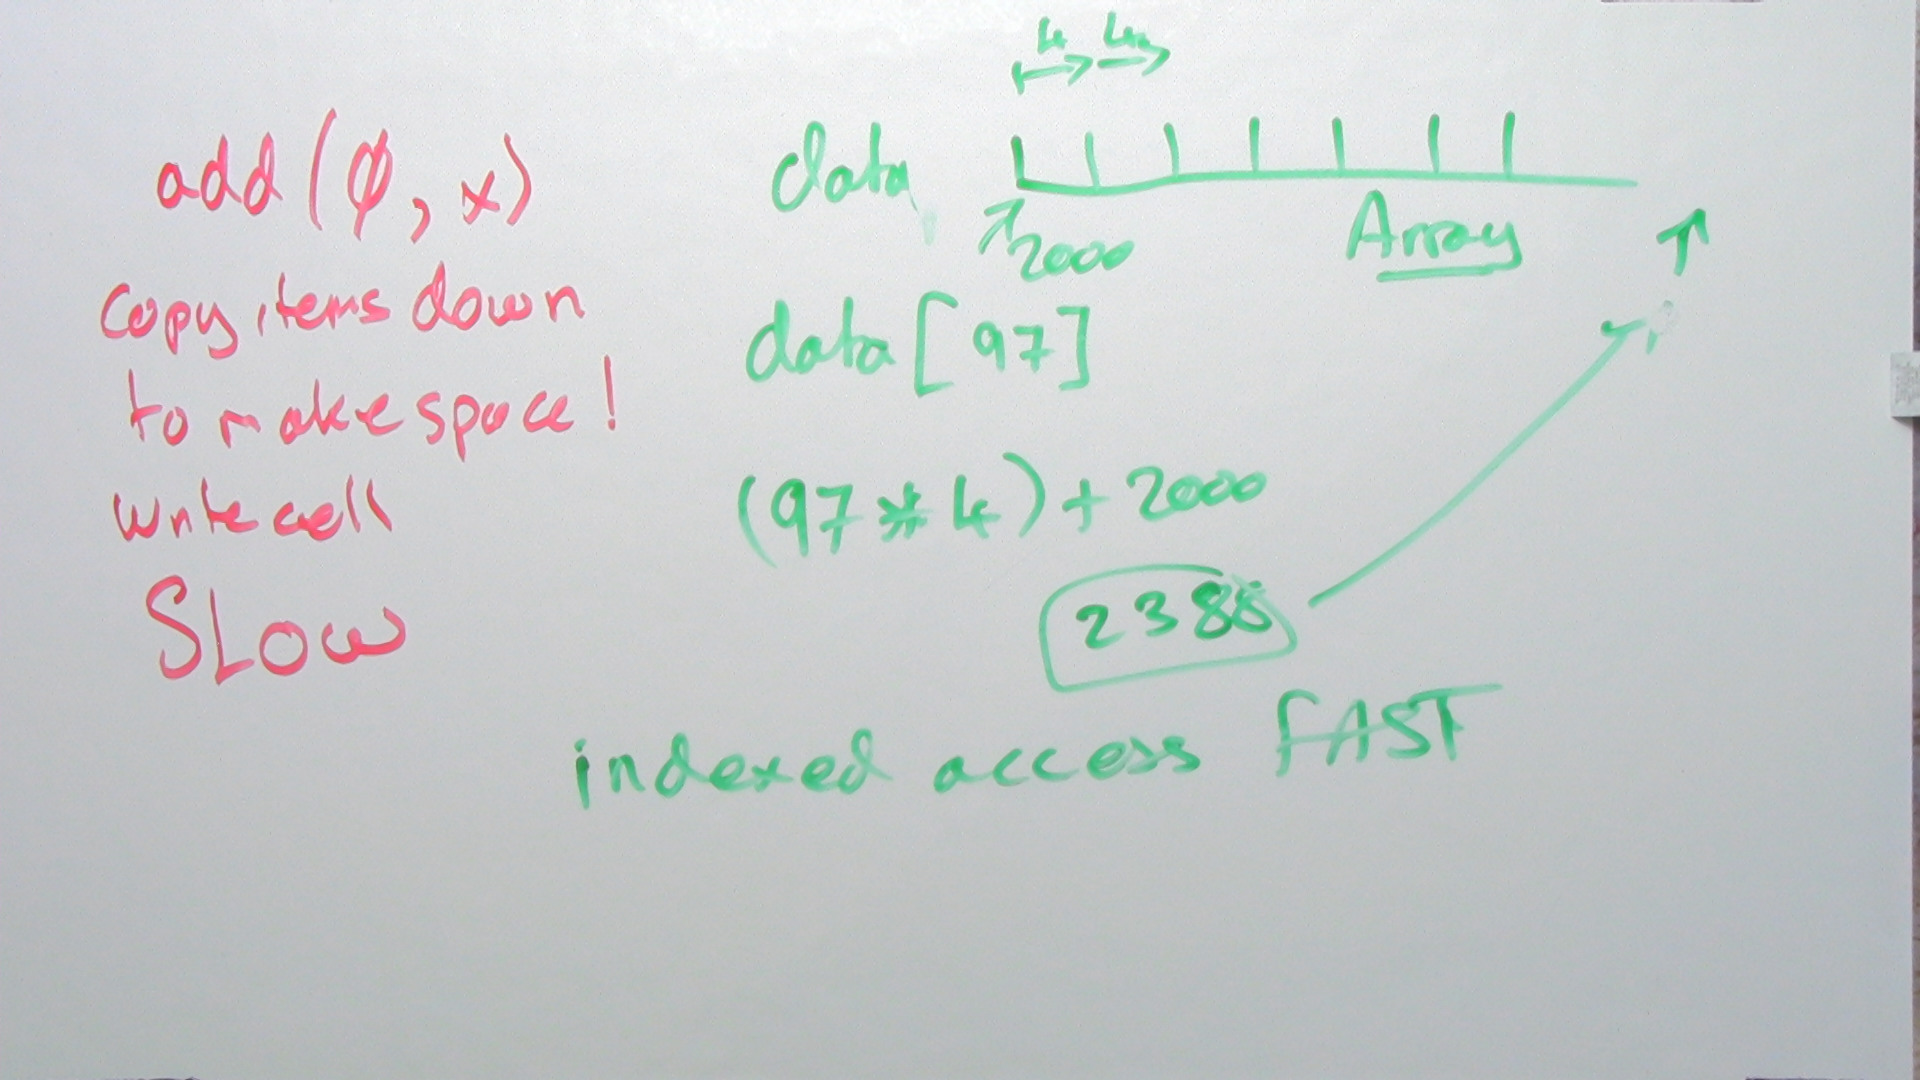 add(0, x)
copy items down
to make space!
write cell
SLOW
4 4
data
2000
Array
data[97]
(97*4)+2000
2388
indexed access FAST